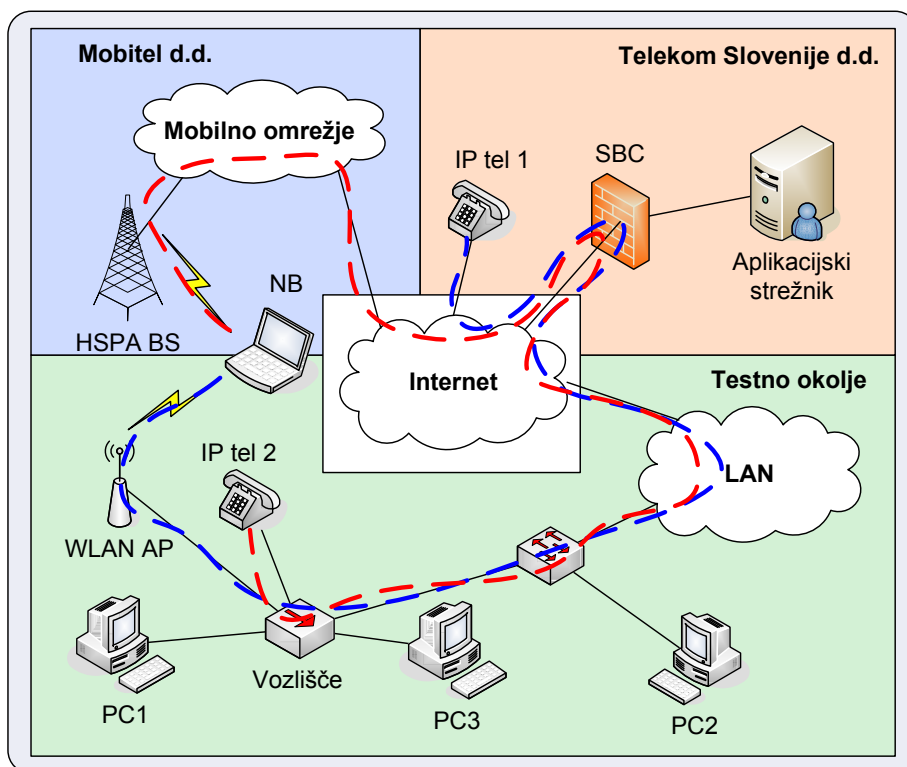 Mobitel d.d.
Telekom Slovenije d.d.
Mobilno omrežje
IP tel 1
SBC
Aplikacijski
strežnik
NB
HSPA BS
Internet
Testno okolje
IP tel 2
LAN
WLAN AP
Vozlišče
PC1
PC3
PC2